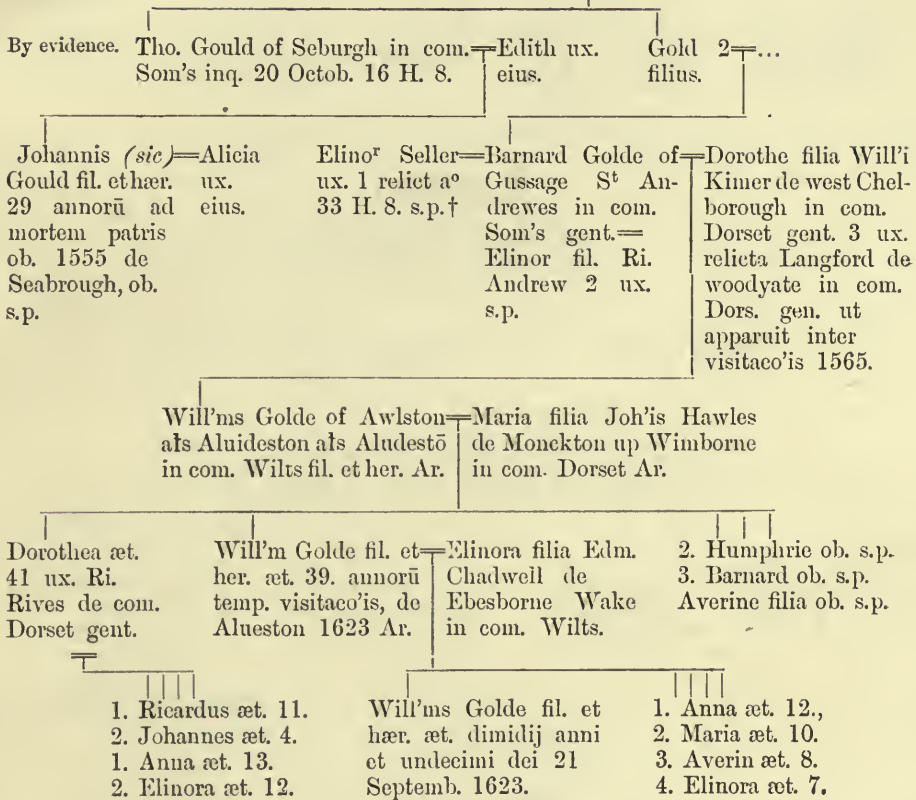 By evidence. Tho. Gould of Seburgh in com.=Edith ux.
Som's inq. 20 Octob. 16 H. 8. eius.
Gold 2=...
filius.
Johannis (sic)=Alicia
Gould fil. et hær. ux.
29 annorū ad eius.
mortem patris
ob. 1555 de
Seabrough, ob.
s.p.
Elinoʳ Seller=Barnard Golde of=Dorothe filia Will'i
ux. 1 relict aº Gussage Sᵗ An- Kimer de west Chel-
33 H. 8. s.p.† drewes in com. borough in com.
Som's gent.= Dorset gent. 3 ux.
Elinor fil. Ri. relicta Langford de
Andrew 2 ux. woodyate in com.
s.p. Dors. gen. ut
apparuit inter
visitaco'is 1565.
Will'ms Golde of Awlston=Maria filia Joh'is Hawles
ałs Aluideston ałs Aludestō de Monckton up Wimborne
in com. Wilts fil. et her. Ar. in com. Dorset Ar.
Dorothea æt.
41 ux. Ri.
Rives de com.
Dorset gent.
Will'm Golde fil. et=Elinora filia Edm.
her. æt. 39. annorū Chadwell de
temp. visitaco'is, de Ebesborne Wake
Alueston 1623 Ar. in com. Wilts.
2. Humphrie ob. s.p.
3. Barnard ob. s.p.
Averine filia ob. s.p.
1. Ricardus æt. 11.
2. Johannes æt. 4.
1. Anna æt. 13.
2. Elinora æt. 12.
Will'ms Golde fil. et
hær. æt. dimidij anni
et undecimi dei 21
Septemb. 1623.
1. Anna æt. 12.,
2. Maria æt. 10.
3. Averin æt. 8.
4. Elinora æt. 7.